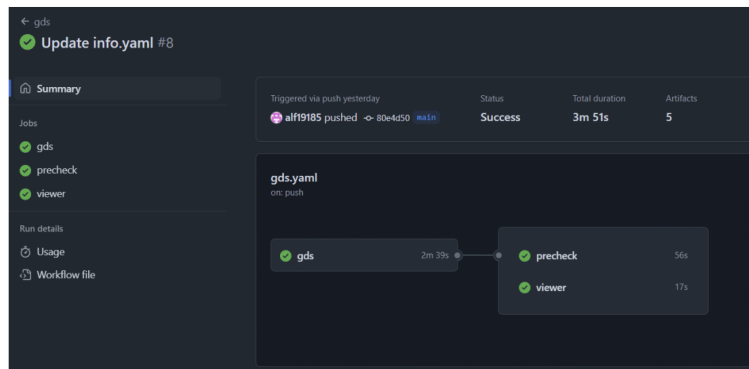 ← gds
Update info.yaml #8
Summary
Jobs
gds
precheck
viewer
Run details
Usage
Workflow file
Triggered via push yesterday
alf19185 pushed 80e4d50 main
Status
Success
Total duration
3m 51s
Artifacts
5
gds.yaml
on: push
gds 2m 39s
precheck 56s
viewer 17s